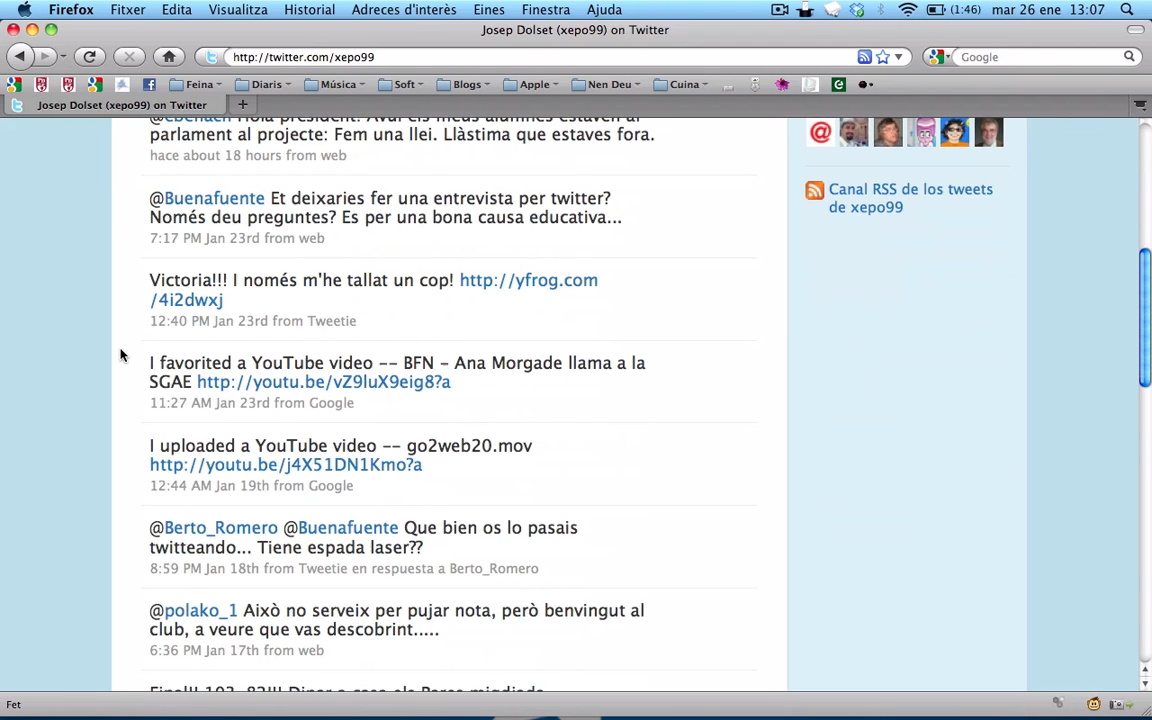 Firefox Fitxer Edita Visualitza Historial Adreces d'interès Eines Finestra Ajuda (1:46) mar 26 ene 13:07
Josep Dolset (xepo99) on Twitter
http://twitter.com/xepo99 Google
Feina Diaris Música Soft Blogs Apple Nen Deu Cuina
Josep Dolset (xepo99) on Twitter
parlament al projecte: Fem una llei. Llàstima que estaves fora.
hace about 18 hours from web
@Buenafuente Et deixaries fer una entrevista per twitter?
Només deu preguntes? Es per una bona causa educativa...
7:17 PM Jan 23rd from web
Victoria!!! I només m'he tallat un cop! http://yfrog.com
/4i2dwxj
12:40 PM Jan 23rd from Tweetie
I favorited a YouTube video -- BFN - Ana Morgade llama a la
SGAE http://youtu.be/vZ9luX9eig8?a
11:27 AM Jan 23rd from Google
I uploaded a YouTube video -- go2web20.mov
http://youtu.be/j4X51DN1Kmo?a
12:44 AM Jan 19th from Google
@Berto_Romero @Buenafuente Que bien os lo pasais
twitteando... Tiene espada laser??
8:59 PM Jan 18th from Tweetie en respuesta a Berto_Romero
@polako_1 Això no serveix per pujar nota, però benvingut al
club, a veure que vas descobrint.....
6:36 PM Jan 17th from web
Canal RSS de los tweets
de xepo99
Fet